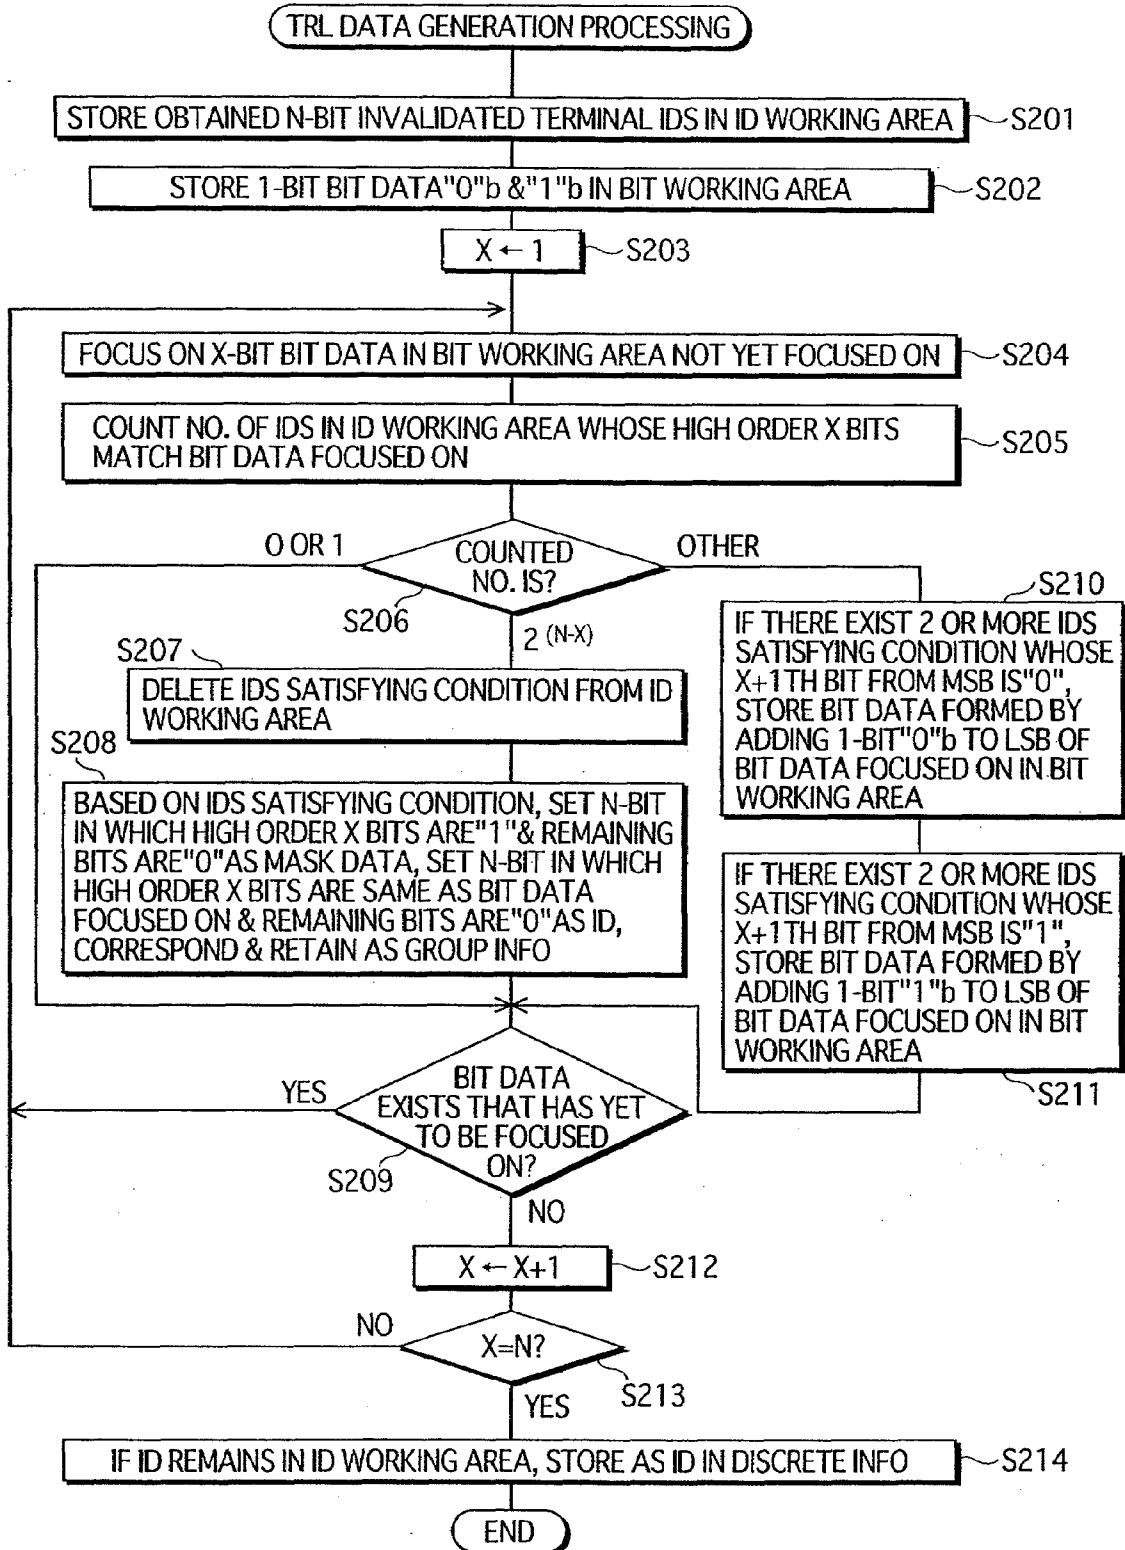 TRL DATA GENERATION PROCESSING
STORE OBTAINED N-BIT INVALIDATED TERMINAL IDS IN ID WORKING AREA
S201
STORE 1-BIT BIT DATA"0"b &"1"b IN BIT WORKING AREA
S202
X ← 1
S203
FOCUS ON X-BIT BIT DATA IN BIT WORKING AREA NOT YET FOCUSED ON
S204
COUNT NO. OF IDS IN ID WORKING AREA WHOSE HIGH ORDER X BITS
MATCH BIT DATA FOCUSED ON
S205
0 OR 1
COUNTED
NO. IS?
OTHER
S206
2 (N-X)
S207
DELETE IDS SATISFYING CONDITION FROM ID
WORKING AREA
S208
BASED ON IDS SATISFYING CONDITION, SET N-BIT
IN WHICH HIGH ORDER X BITS ARE"1"& REMAINING
BITS ARE"0"AS MASK DATA, SET N-BIT IN WHICH
HIGH ORDER X BITS ARE SAME AS BIT DATA
FOCUSED ON & REMAINING BITS ARE"0"AS ID,
CORRESPOND & RETAIN AS GROUP INFO
S210
IF THERE EXIST 2 OR MORE IDS
SATISFYING CONDITION WHOSE
X+1TH BIT FROM MSB IS"0",
STORE BIT DATA FORMED BY
ADDING 1-BIT"0"b TO LSB OF
BIT DATA FOCUSED ON IN BIT
WORKING AREA
IF THERE EXIST 2 OR MORE IDS
SATISFYING CONDITION WHOSE
X+1TH BIT FROM MSB IS"1",
STORE BIT DATA FORMED BY
ADDING 1-BIT"1"b TO LSB OF
BIT DATA FOCUSED ON IN BIT
WORKING AREA
S211
YES
BIT DATA
EXISTS THAT HAS YET
TO BE FOCUSED
ON?
S209
NO
X ← X+1
S212
NO
X=N?
S213
YES
IF ID REMAINS IN ID WORKING AREA, STORE AS ID IN DISCRETE INFO
S214
END